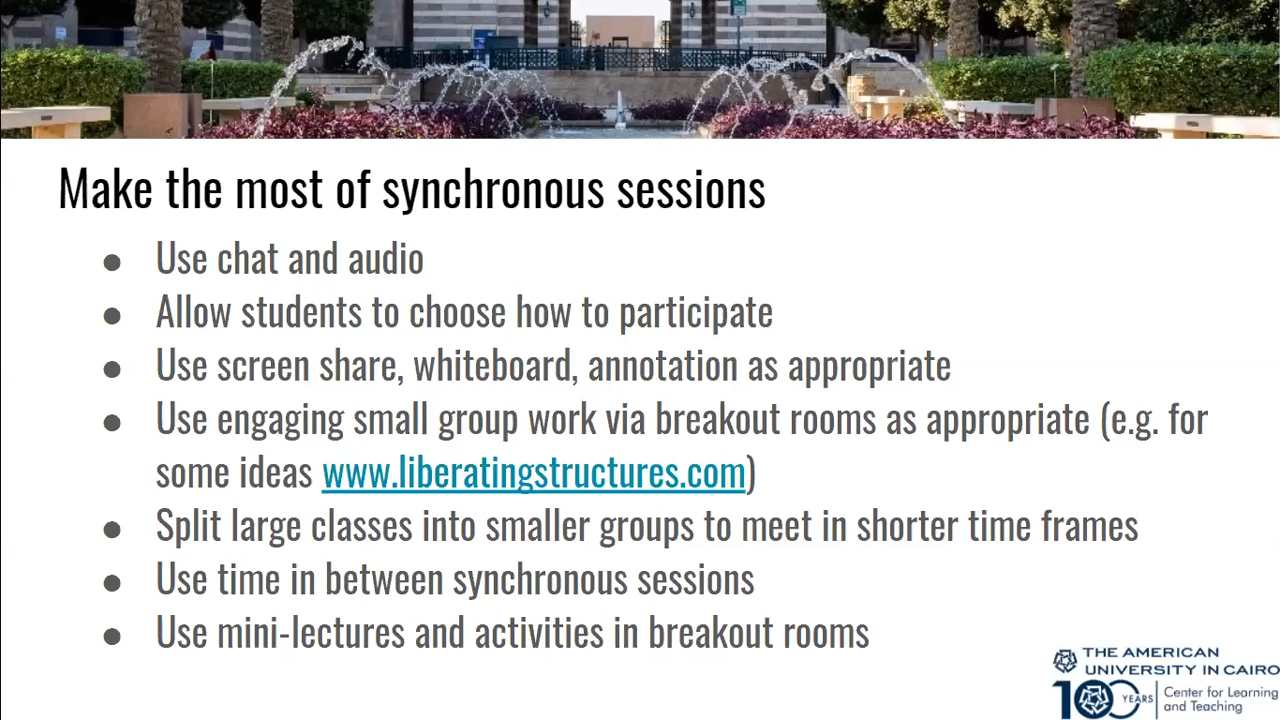 Make the most of synchronous sessions
● Use chat and audio
● Allow students to choose how to participate
● Use screen share, whiteboard, annotation as appropriate
● Use engaging small group work via breakout rooms as appropriate (e.g. for
some ideas www.liberatingstructures.com)
● Split large classes into smaller groups to meet in shorter time frames
● Use time in between synchronous sessions
● Use mini-lectures and activities in breakout rooms
THE AMERICAN
UNIVERSITY IN CAIRO
100 YEARS
Center for Learning
and Teaching